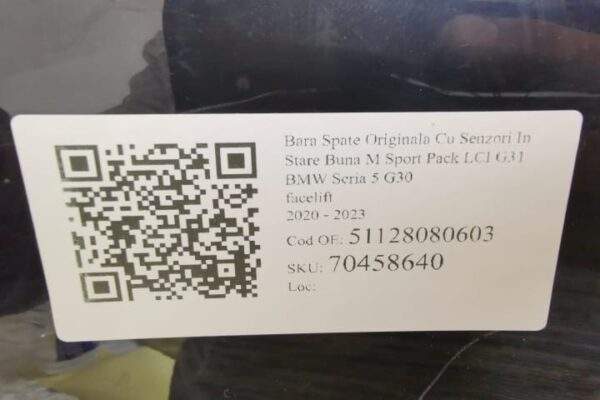 Bara Spate Originala Cu Senzori In
Stare Buna M Sport Pack LCI G31
BMW Seria 5 G30
facelift
2020 - 2023
Cod OE: 51128080603
SKU: 70458640
Loc: